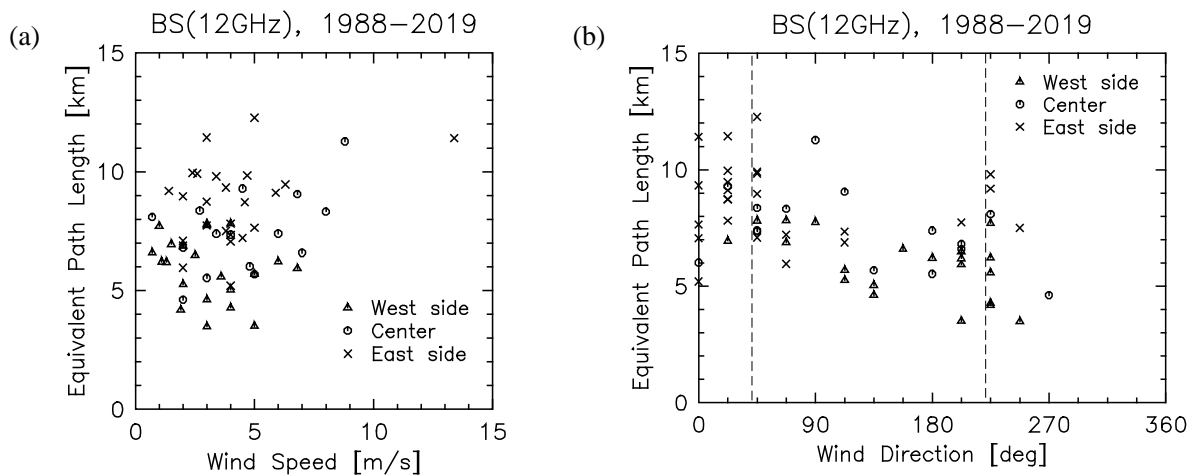 (a)
BS(12GHz), 1988-2019
15
10
5
0
Equivalent Path Length [km]
West side
Center
East side
0
5
10
15
Wind Speed [m/s]
(b)
BS(12GHz), 1988-2019
15
10
5
0
Equivalent Path Length [km]
West side
Center
East side
0
90
180
270
360
Wind Direction [deg]